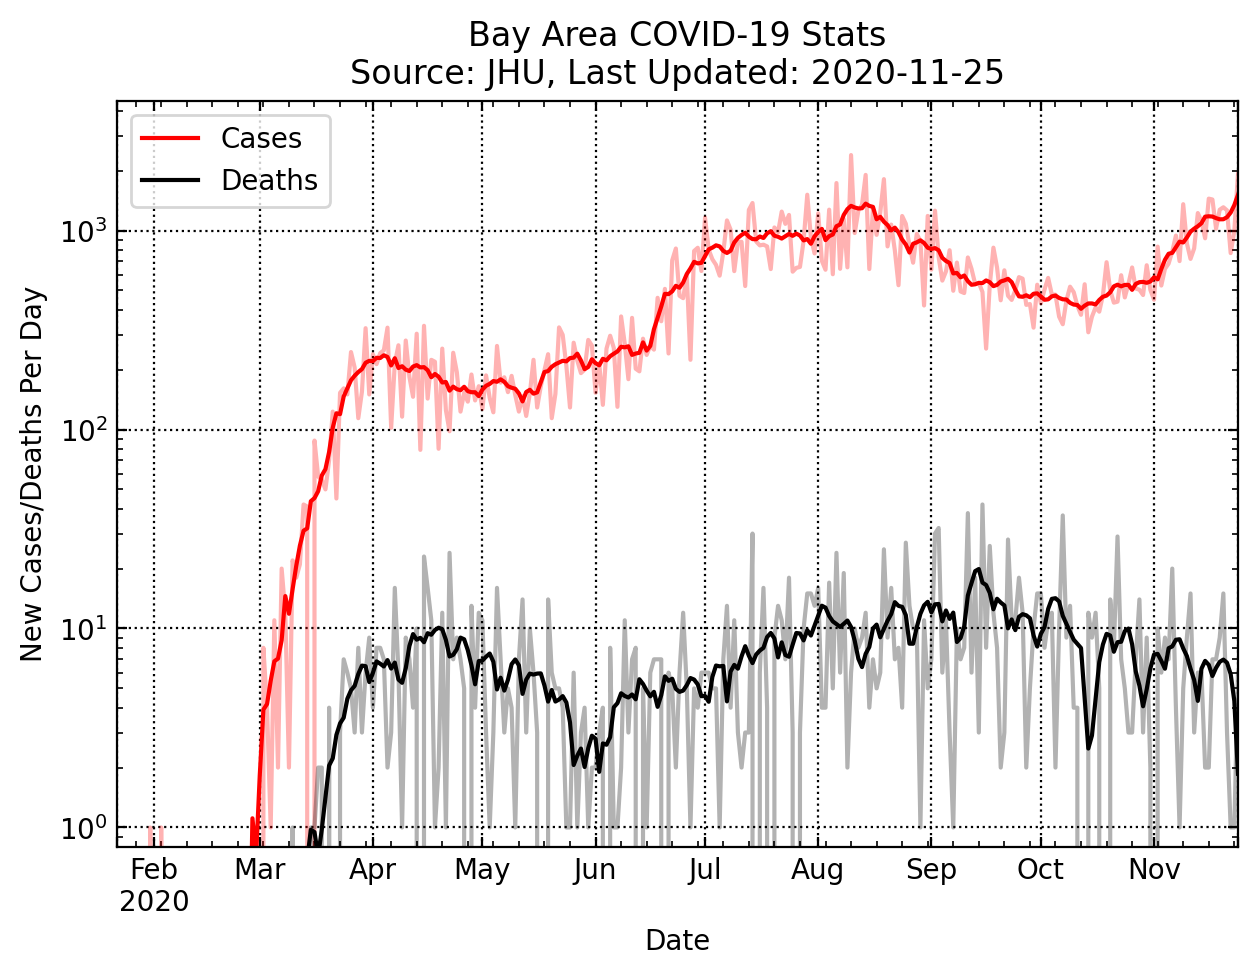 Bay Area COVID-19 Stats
Source: JHU, Last Updated: 2020-11-25
Cases
Deaths
New Cases/Deaths Per Day
10³
10²
10¹
10⁰
Feb Mar Apr May Jun Jul Aug Sep Oct Nov
2020
Date